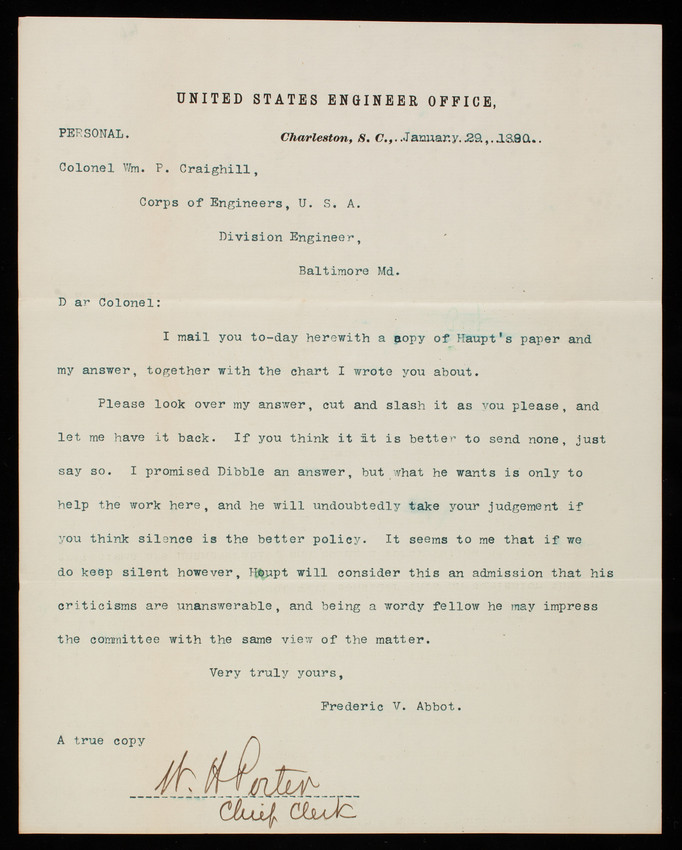 UNITED STATES ENGINEER OFFICE,
PERSONAL. Charleston, S. C.,..January.29,..1890..
Colonel Wm. P. Craighill,
Corps of Engineers, U. S. A.
Division Engineer,
Baltimore Md.
D ar Colonel:
I mail you to-day herewith a copy of Haupt's paper and
my answer, together with the chart I wrote you about.
Please look over my answer, cut and slash it as you please, and
let me have it back. If you think it it is better to send none, just
say so. I promised Dibble an answer, but what he wants is only to
help the work here, and he will undoubtedly take your judgement if
you think silence is the better policy. It seems to me that if we
do keep silent however, Haupt will consider this an admission that his
criticisms are unanswerable, and being a wordy fellow he may impress
the committee with the same view of the matter.
Very truly yours,
Frederic V. Abbot.
A true copy
W. H Porter
Chief Clerk